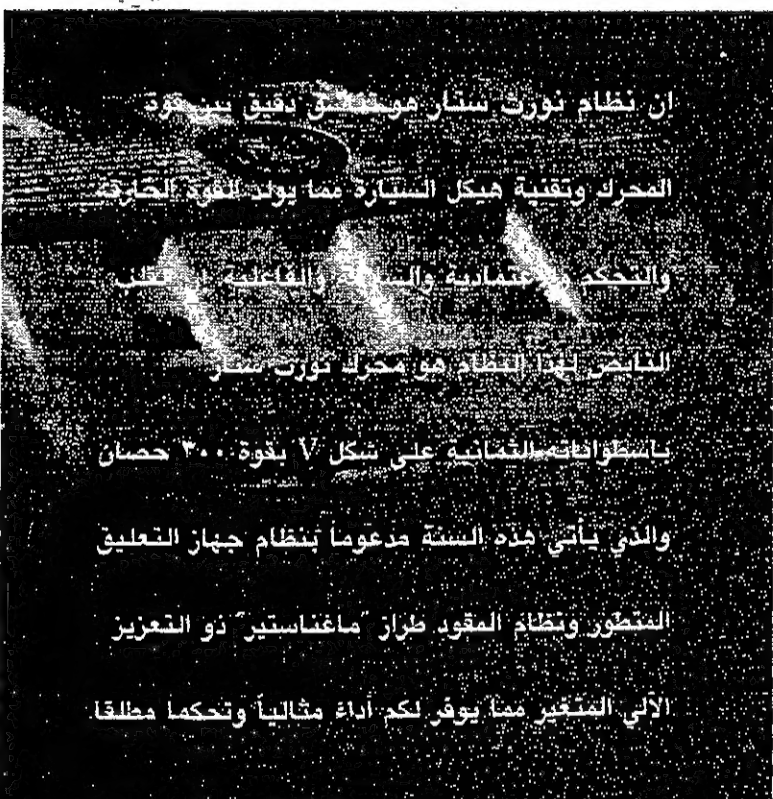 ان نظام نورث ستار هو تناسق دقيق بين قوة
المحرك وتقنية هيكل السيارة مما يولد القوة الخارقة
والتحكم والاعتمادية والسلامة والفاعلية. القلب
النابض لهذا النظام هو محرك نورث ستار
باسطواناته الثمانية على شكل V بقوة ٣٠٠ حصان
والذي يأتي هذه السنة مدعوماً بنظام جهاز التعليق
المتطور ونظام المقود طراز "ماغناستير" ذو التعزيز
الآلي المتغير مما يوفر لكم أداءً مثالياً وتحكما مطلقا.